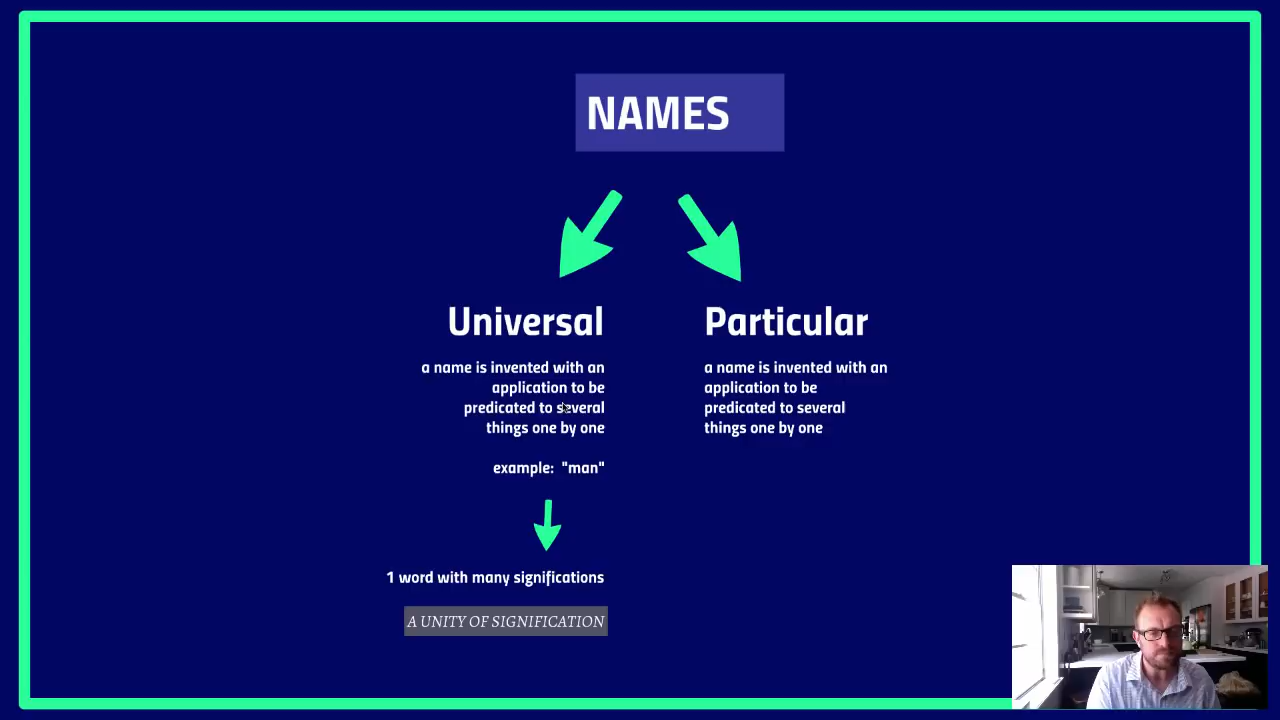 NAMES
Universal
a name is invented with an
application to be
predicated to several
things one by one
example: "man"
1 word with many significations
A UNITY OF SIGNIFICATION
Particular
a name is invented with an
application to be
predicated to several
things one by one